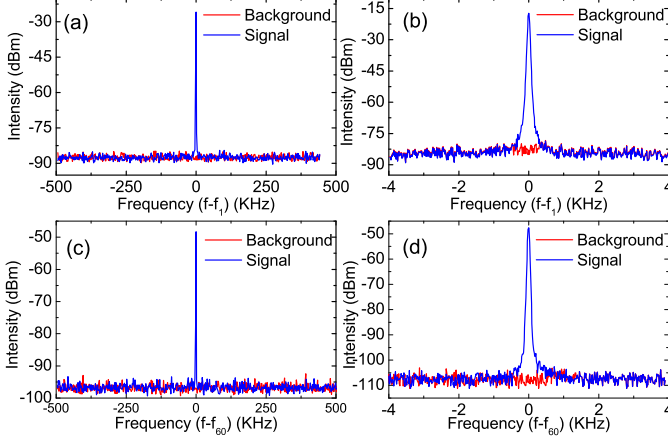 (a)
Background
Signal
Intensity (dBm)
-30
-45
-60
-75
-90
-500
-250
0
250
500
Frequency (f-f1) (KHz)
(b)
Background
Signal
Intensity (dBm)
-15
-30
-45
-60
-75
-90
-4
-2
0
2
4
Frequency (f-f1) (KHz)
(c)
Background
Signal
Intensity (dBm)
-50
-60
-70
-80
-90
-100
-500
-250
0
250
500
Frequency (f-f60) (KHz)
(d)
Background
Signal
Intensity (dBm)
-50
-60
-70
-80
-90
-100
-110
-4
-2
0
2
4
Frequency (f-f60) (KHz)